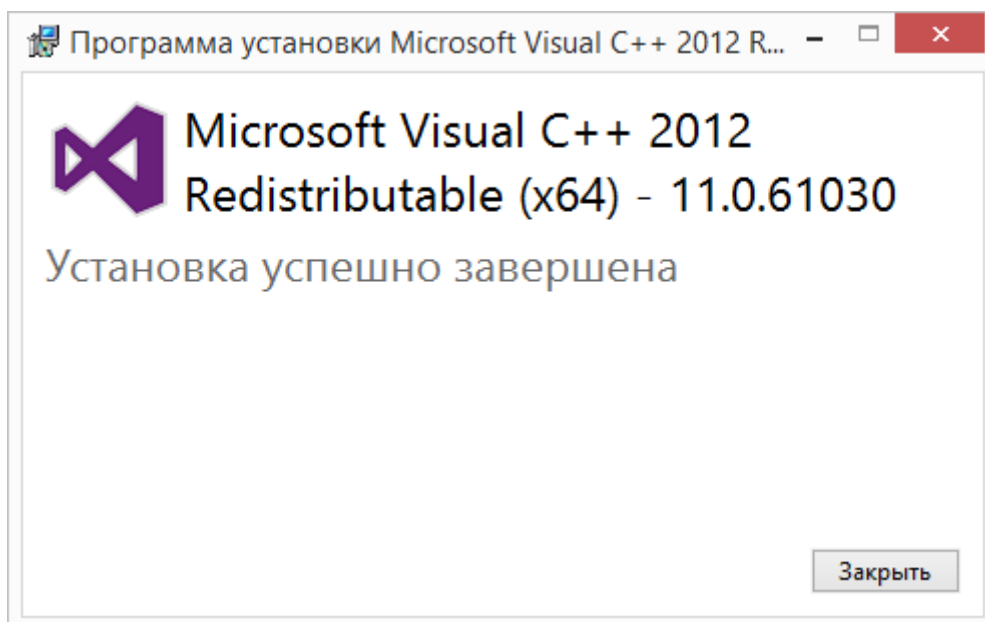 Программа установки Microsoft Visual C++ 2012 R...
Microsoft Visual C++ 2012
Redistributable (x64) - 11.0.61030
Установка успешно завершена
Закрыть